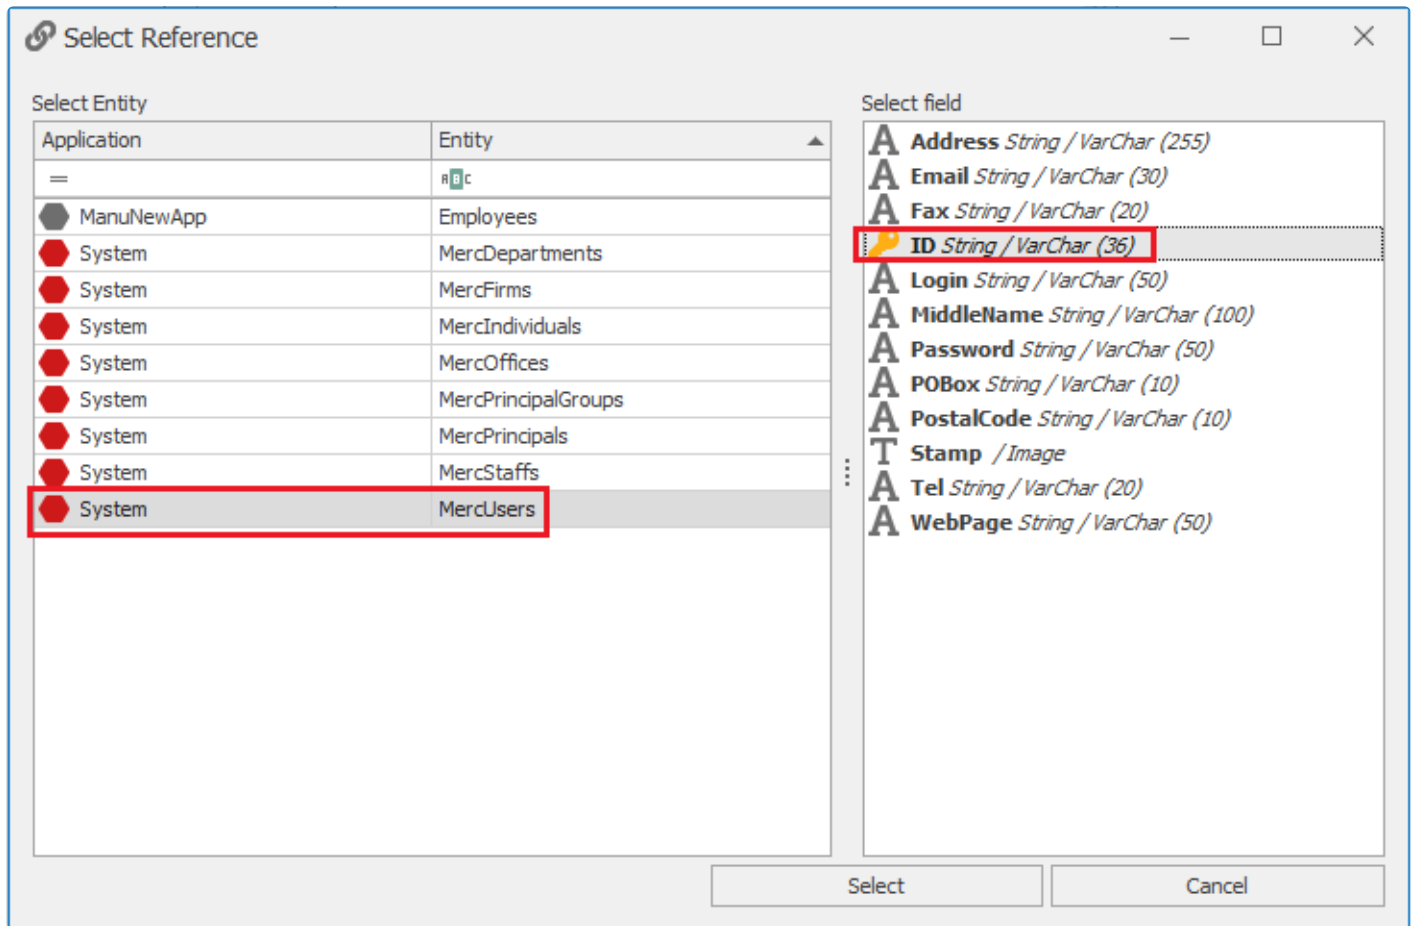 Select Reference
Select Entity
Application Entity
= ABC
ManuNewApp Employees
System MercDepartments
System MercFirms
System MercIndividuals
System MercOffices
System MercPrincipalGroups
System MercPrincipals
System MercStaffs
System MercUsers
Select field
Address String / VarChar (255)
Email String / VarChar (30)
Fax String / VarChar (20)
ID String / VarChar (36)
Login String / VarChar (50)
MiddleName String / VarChar (100)
Password String / VarChar (50)
POBox String / VarChar (10)
PostalCode String / VarChar (10)
Stamp / Image
Tel String / VarChar (20)
WebPage String / VarChar (50)
Select Cancel